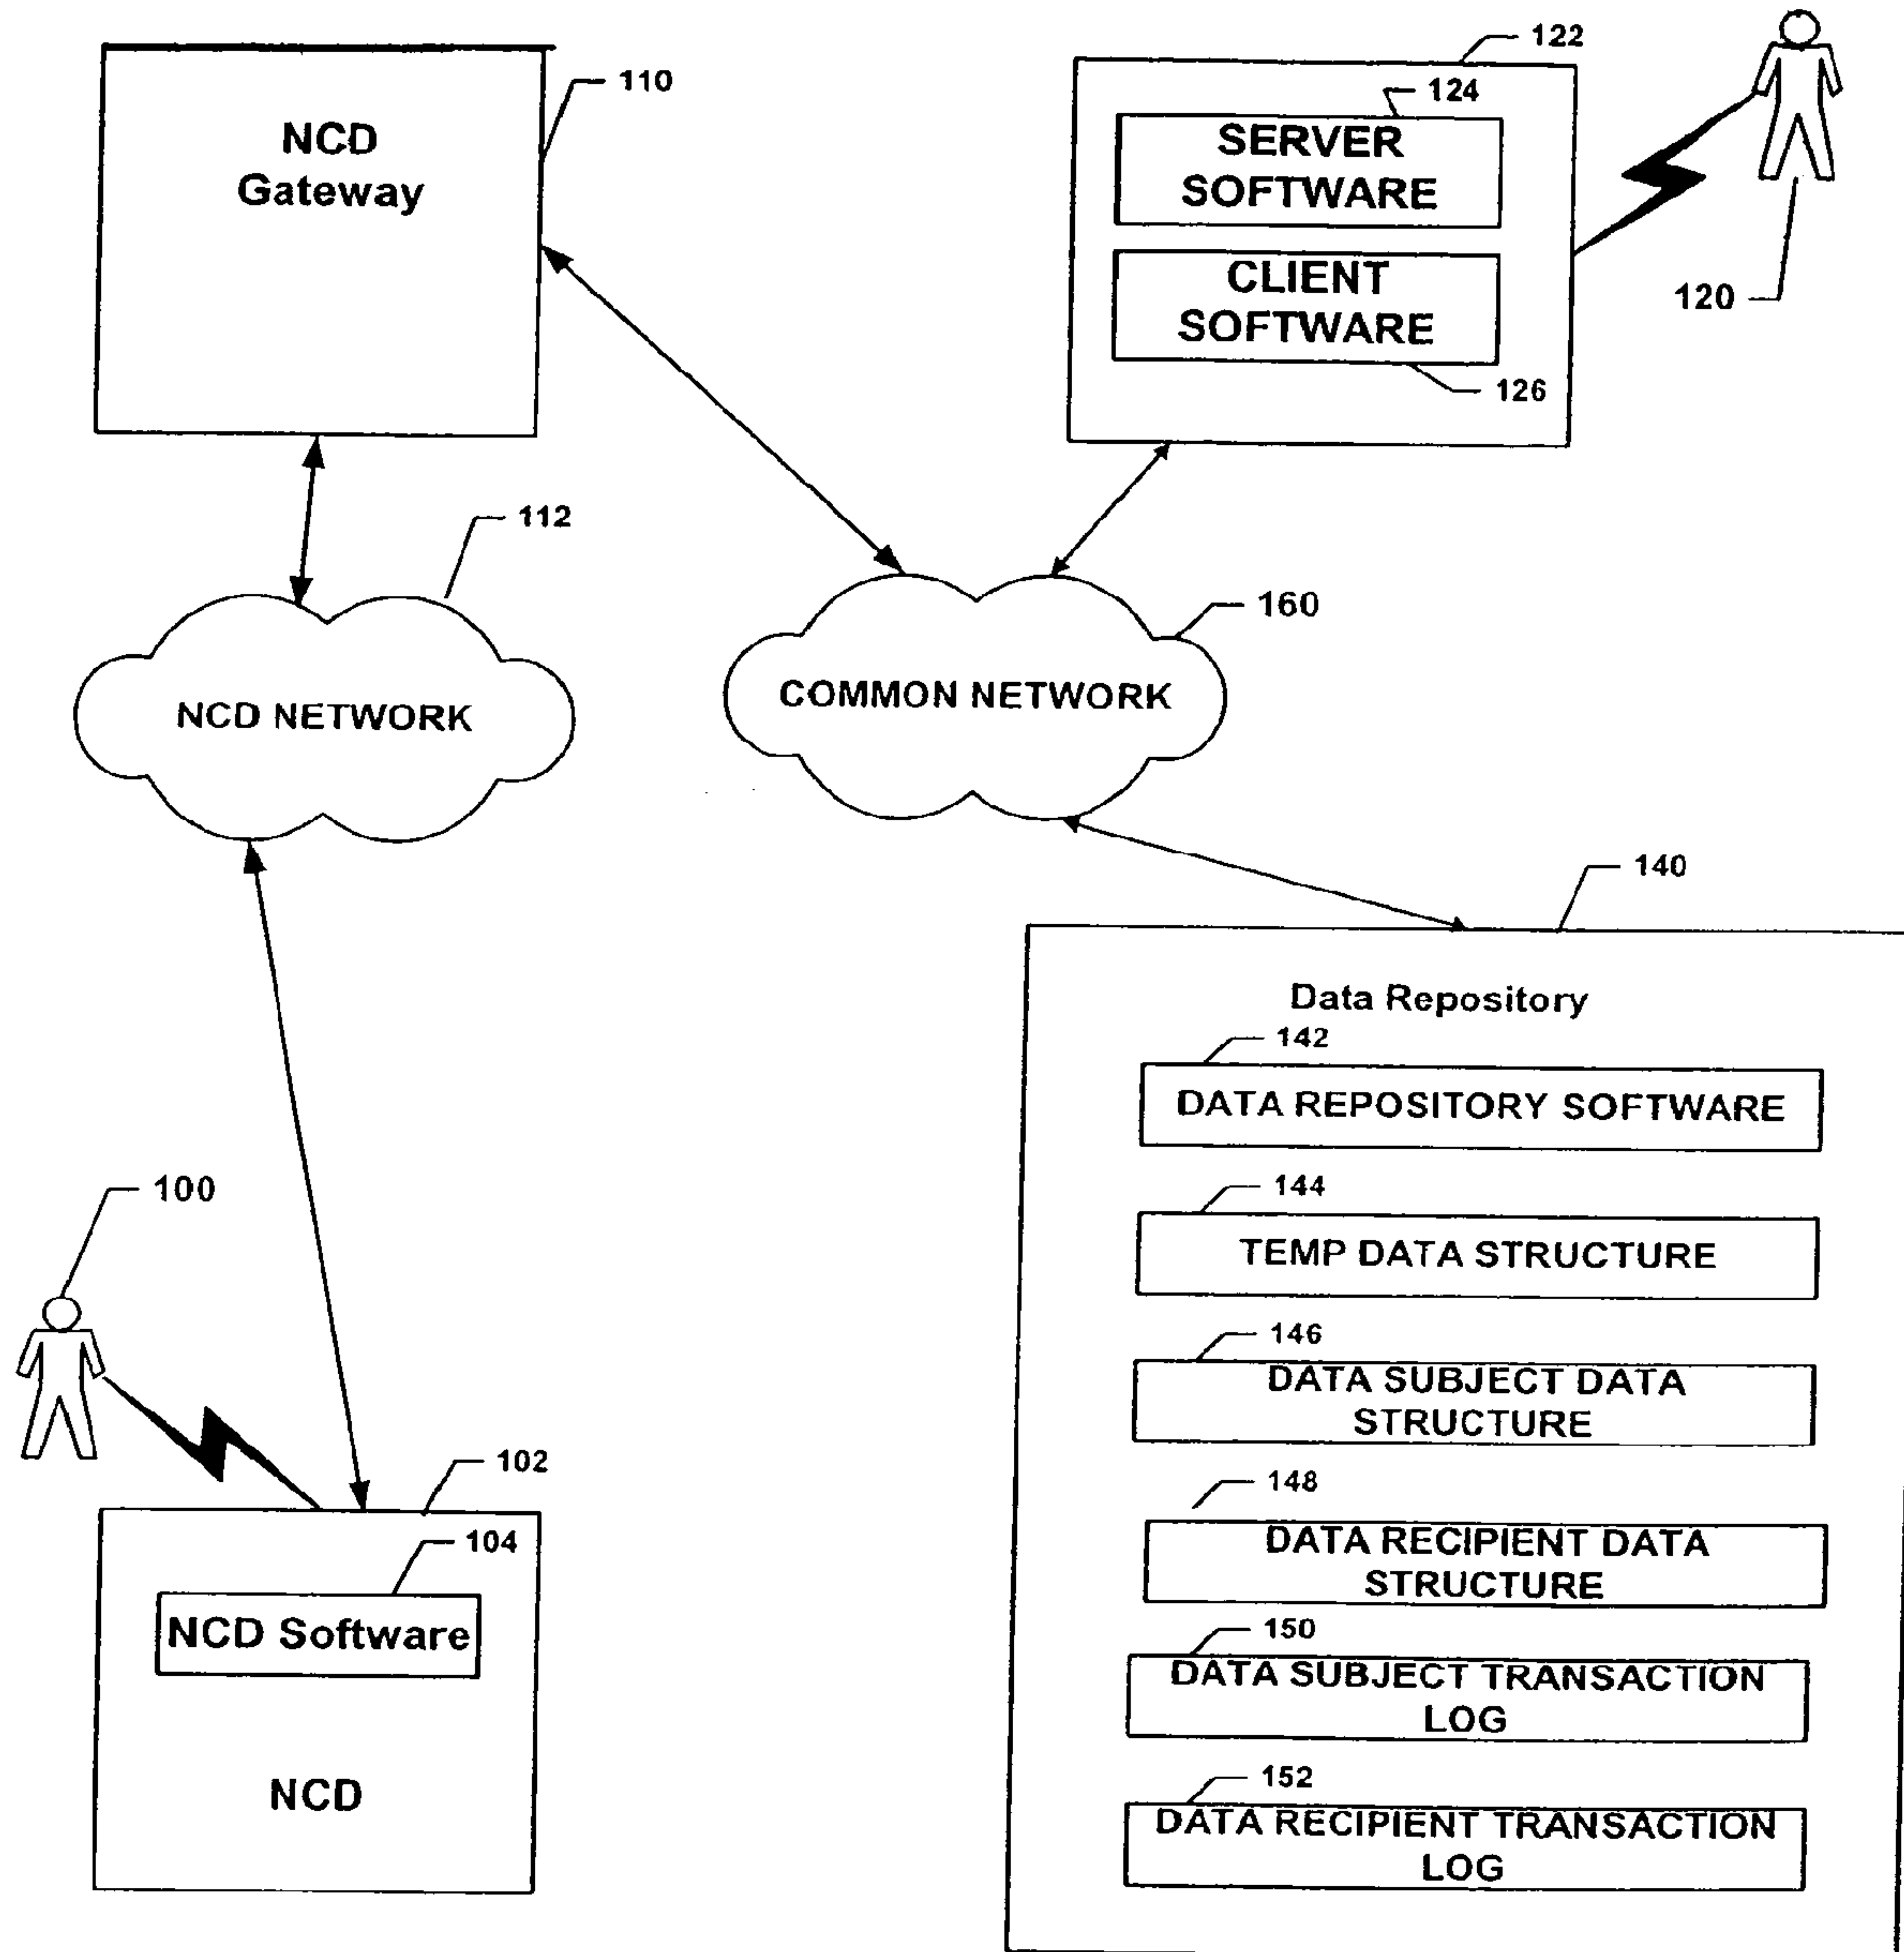 110
NCD
Gateway
122
124
SERVER
SOFTWARE
CLIENT
SOFTWARE
126
120
112
NCD NETWORK
160
COMMON NETWORK
140
Data Repository
142
DATA REPOSITORY SOFTWARE
144
TEMP DATA STRUCTURE
146
DATA SUBJECT DATA
STRUCTURE
148
DATA RECIPIENT DATA
STRUCTURE
150
DATA SUBJECT TRANSACTION
LOG
152
DATA RECIPIENT TRANSACTION
LOG
100
102
104
NCD Software
NCD